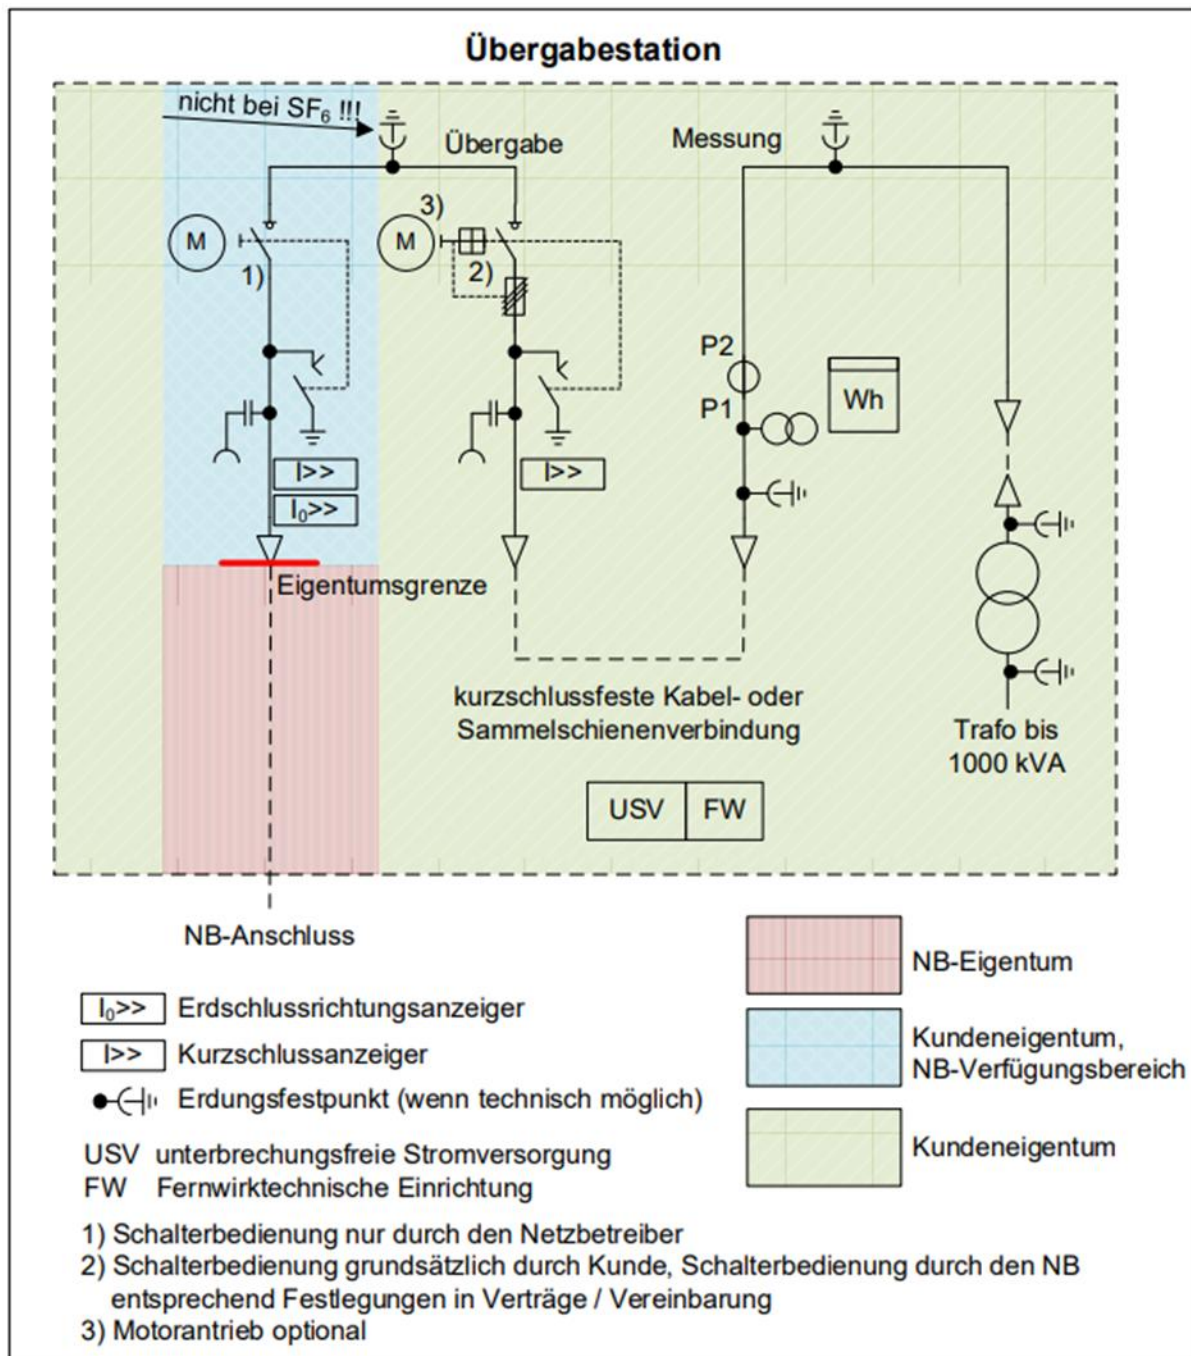 Übergabestation
nicht bei SF₆ !!!
Übergabe
Messung
M
1)
3)
M
2)
P2
P1
Wh
I>>
I₀>>
I>>
Eigentumsgrenze
kurzschlussfeste Kabel- oder
Sammelschienenverbindung
Trafo bis
1000 kVA
USV FW
NB-Anschluss
NB-Eigentum
Kundeneigentum,
NB-Verfügungsbereich
Kundeneigentum
I₀>> Erdschlussrichtungsanzeiger
I>> Kurzschlussanzeiger
Erdungsfestpunkt (wenn technisch möglich)
USV unterbrechungsfreie Stromversorgung
FW Fernwirktechnische Einrichtung
1) Schalterbedienung nur durch den Netzbetreiber
2) Schalterbedienung grundsätzlich durch Kunde, Schalterbedienung durch den NB
entsprechend Festlegungen in Verträge / Vereinbarung
3) Motorantrieb optional